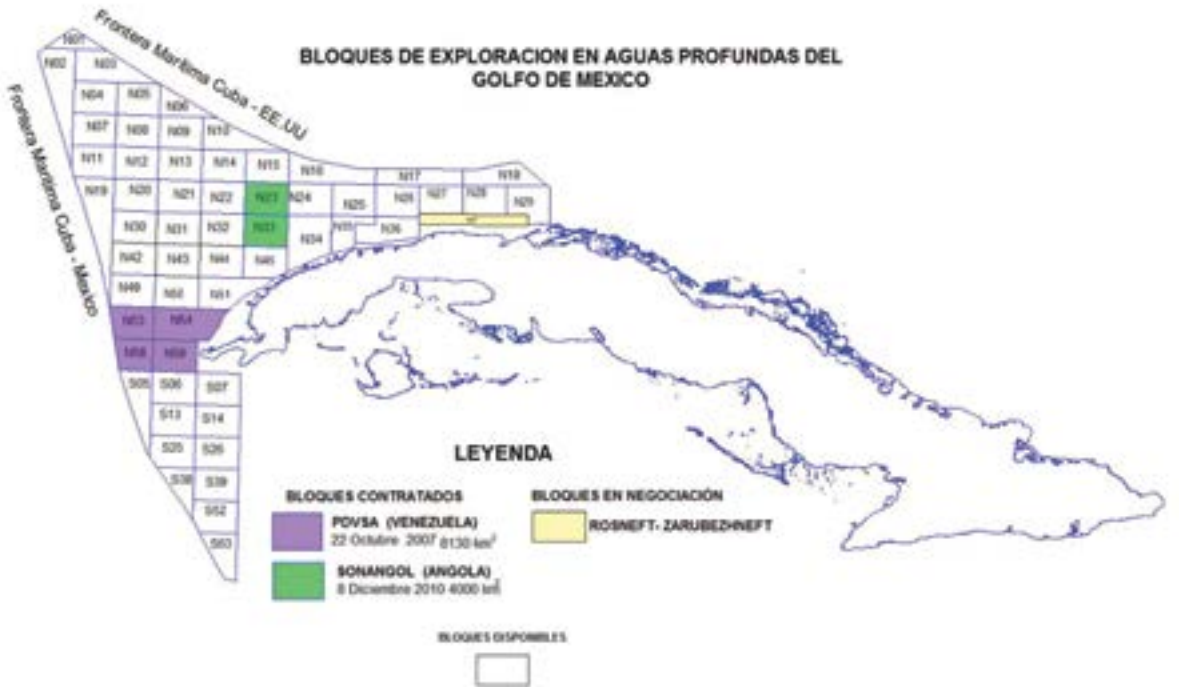 Frontera Marítima Cuba - EE.UU
Frontera Marítima Cuba - Mexico
BLOQUES DE EXPLORACION EN AGUAS PROFUNDAS DEL
GOLFO DE MEXICO
N01
N02 N03
N04 N05 N06
N07 N08 N09 N10
N11 N12 N13 N14 N15 N16 N17 N18
N19 N20 N21 N22 N23 N24 N25 N26 N27 N28 N29
N30 N31 N32 N33 N34 N35 N36
N42 N43 N44 N45
N49 N50 N51
N53 N54
N58 N59
S05 S06 S07
S13 S14
S25 S26
S38 S39
S52
S63
LEYENDA
BLOQUES CONTRATADOS
PDVSA (VENEZUELA)
22 Octubre 2007 8130 km²
SONANGOL (ANGOLA)
8 Diciembre 2010 4000 km²
BLOQUES EN NEGOCIACIÓN
ROSNEFT- ZARUBEZHNEFT
BLOQUES DISPONIBLES